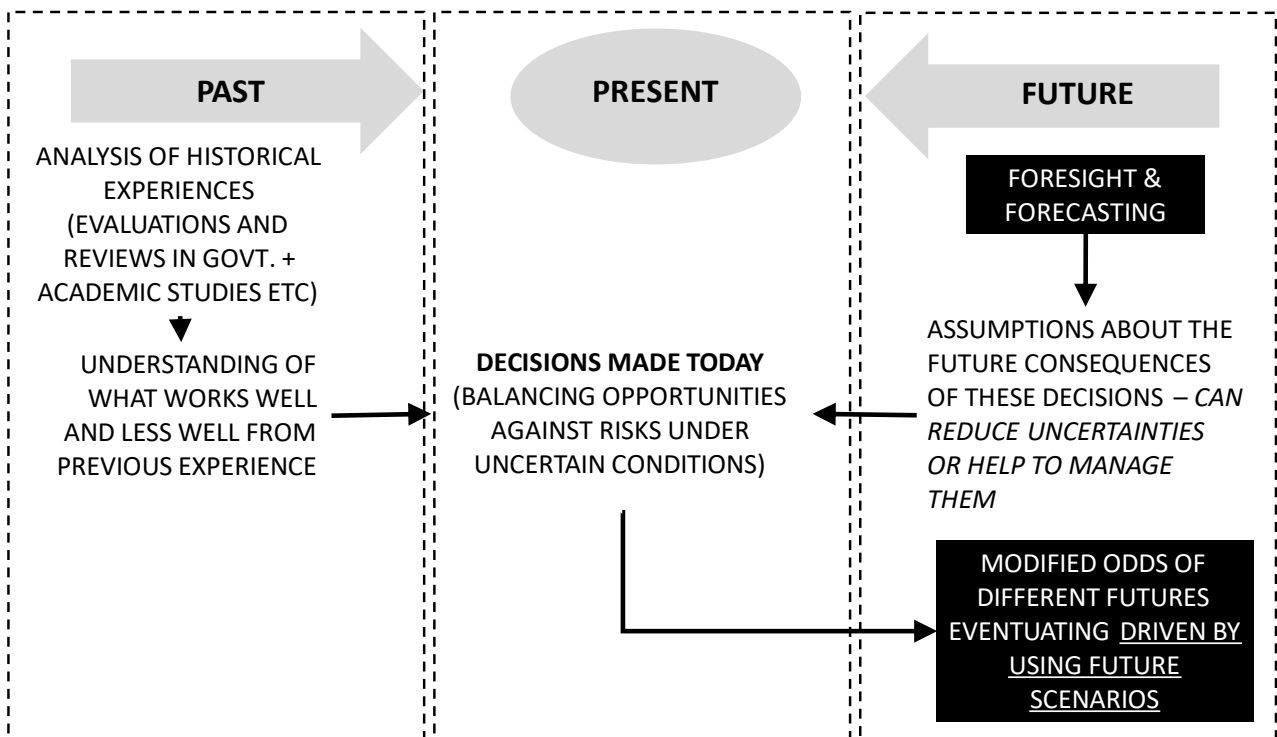 PAST
ANALYSIS OF HISTORICAL
EXPERIENCES
(EVALUATIONS AND
REVIEWS IN GOVT. +
ACADEMIC STUDIES ETC)
UNDERSTANDING OF
WHAT WORKS WELL
AND LESS WELL FROM
PREVIOUS EXPERIENCE
PRESENT
DECISIONS MADE TODAY
(BALANCING OPPORTUNITIES
AGAINST RISKS UNDER
UNCERTAIN CONDITIONS)
FUTURE
FORESIGHT &
FORECASTING
ASSUMPTIONS ABOUT THE
FUTURE CONSEQUENCES
OF THESE DECISIONS – CAN
REDUCE UNCERTAINTIES
OR HELP TO MANAGE
THEM
MODIFIED ODDS OF
DIFFERENT FUTURES
EVENTUATING DRIVEN BY
USING FUTURE
SCENARIOS